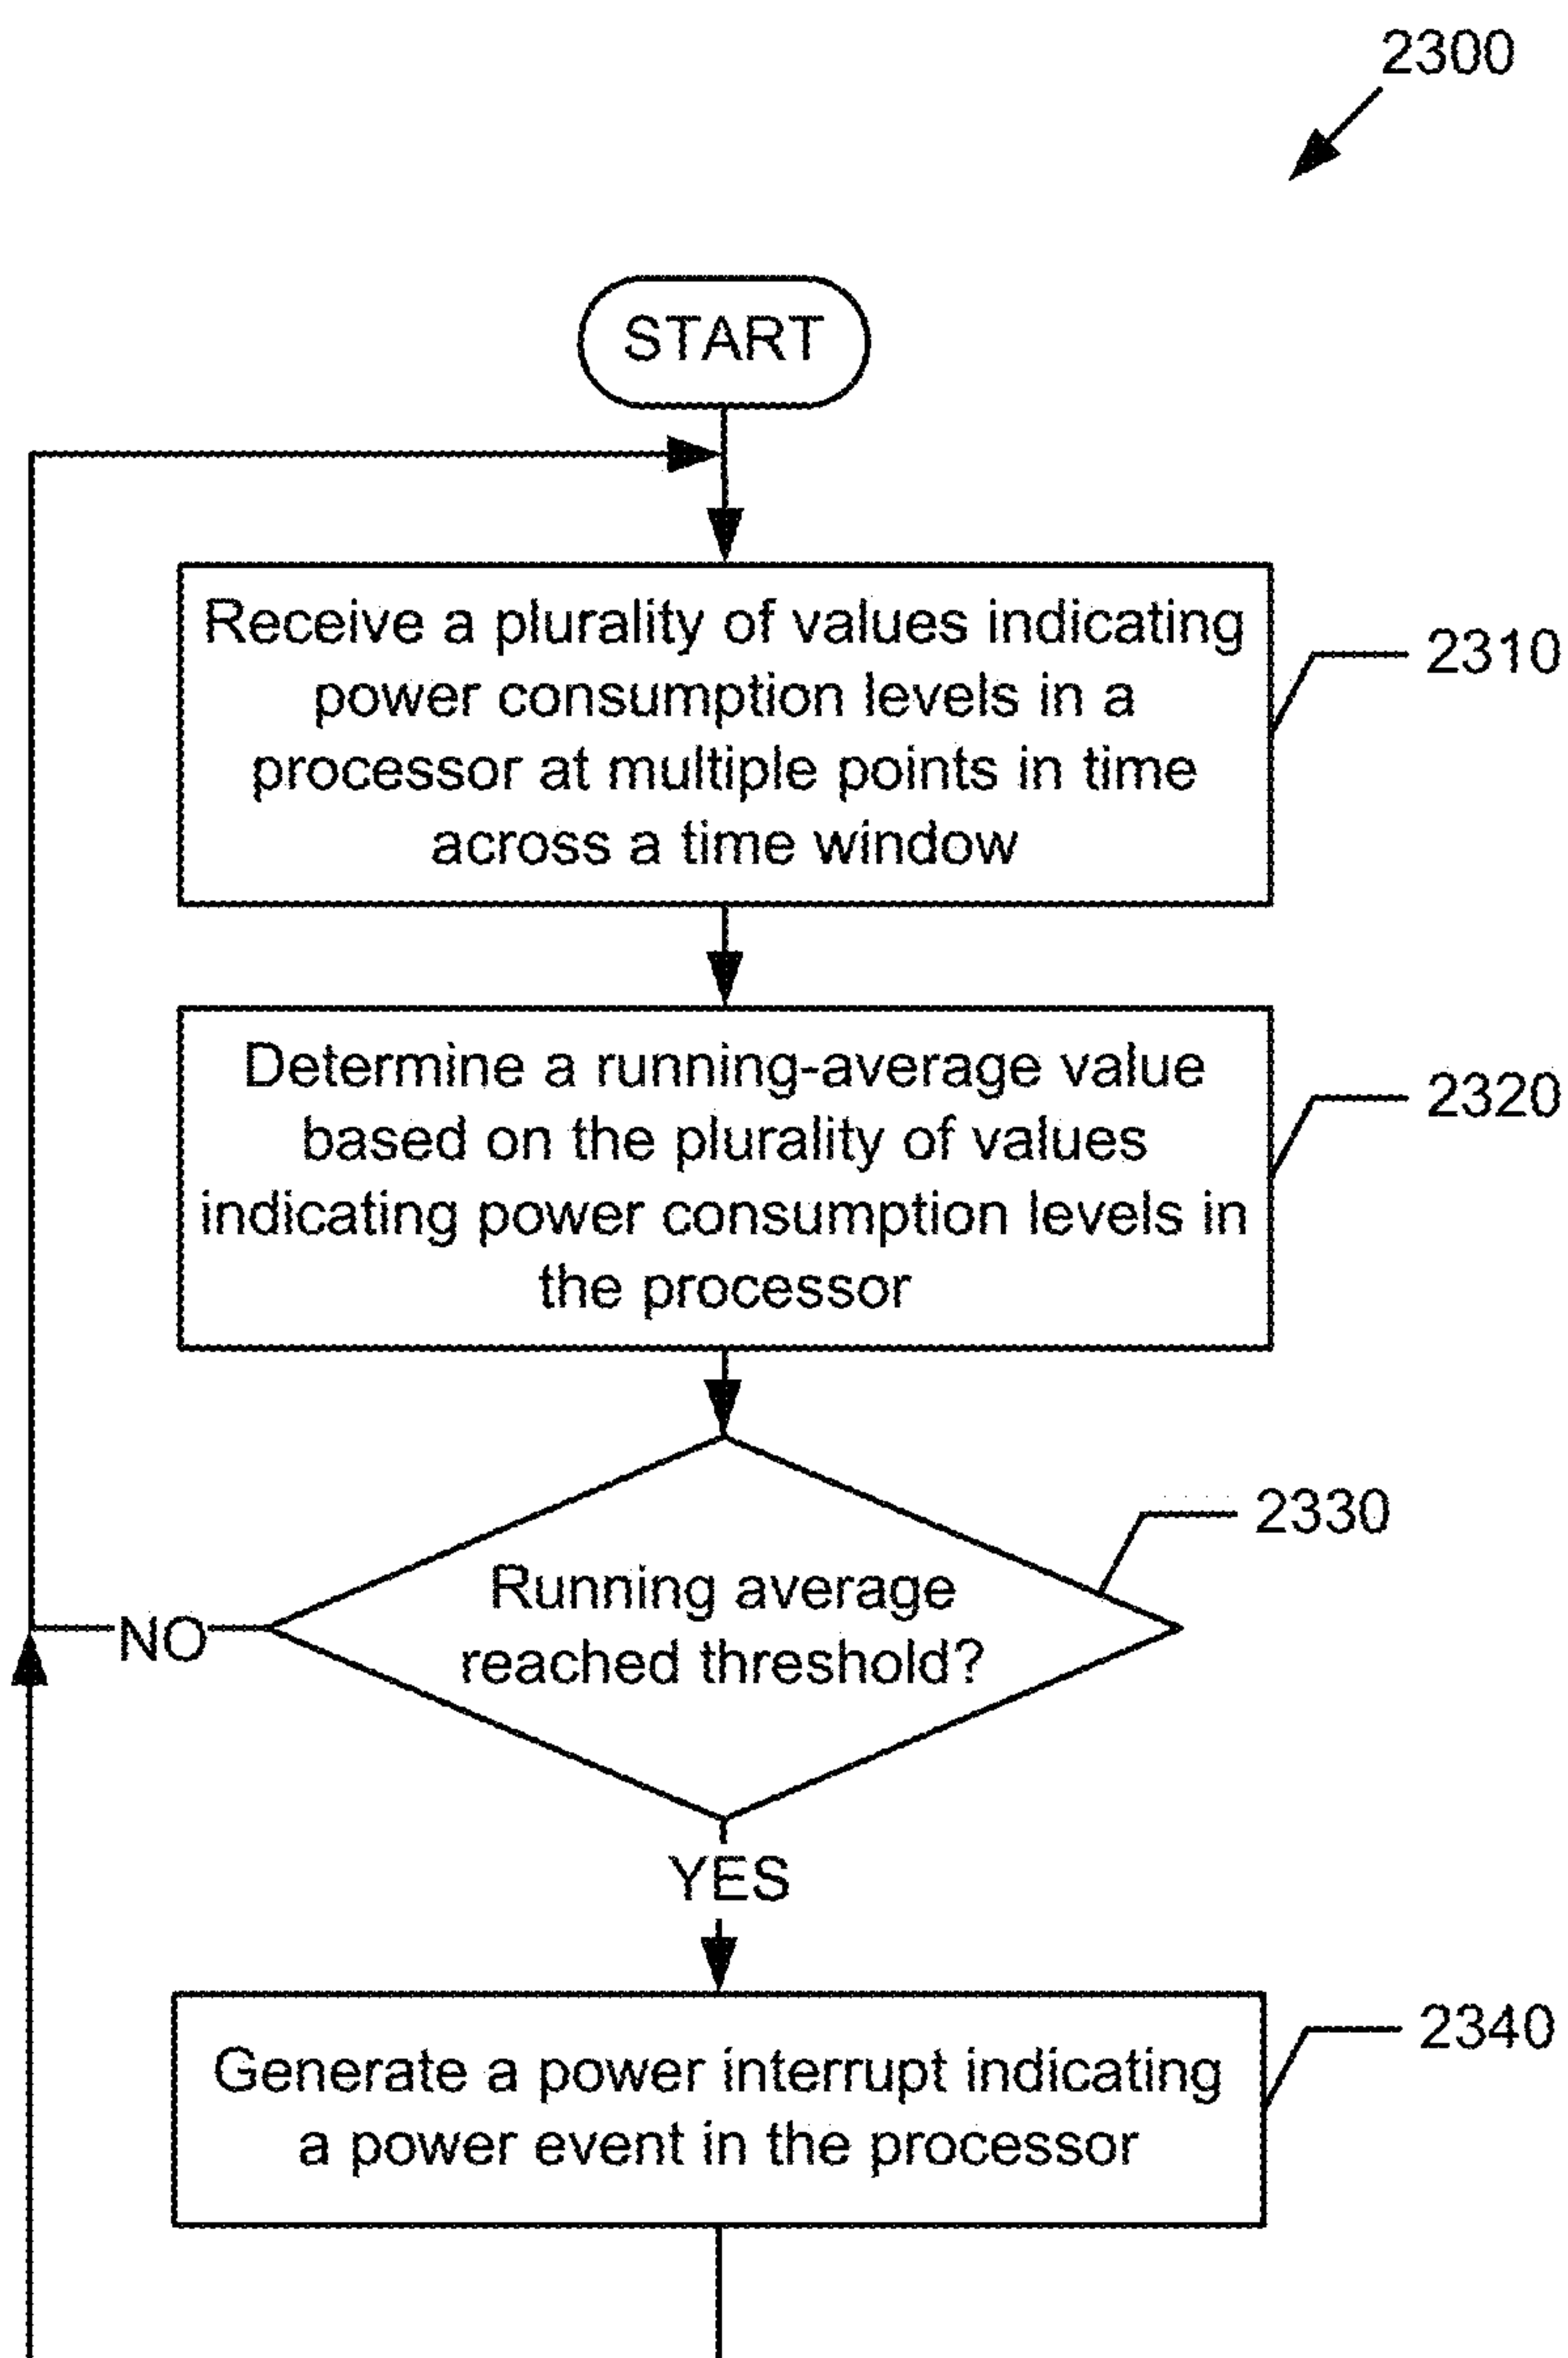 2300
START
Receive a plurality of values indicating
power consumption levels in a
processor at multiple points in time
across a time window
2310
Determine a running-average value
based on the plurality of values
indicating power consumption levels in
the processor
2320
2330
Running average
reached threshold?
NO
YES
Generate a power interrupt indicating
a power event in the processor
2340